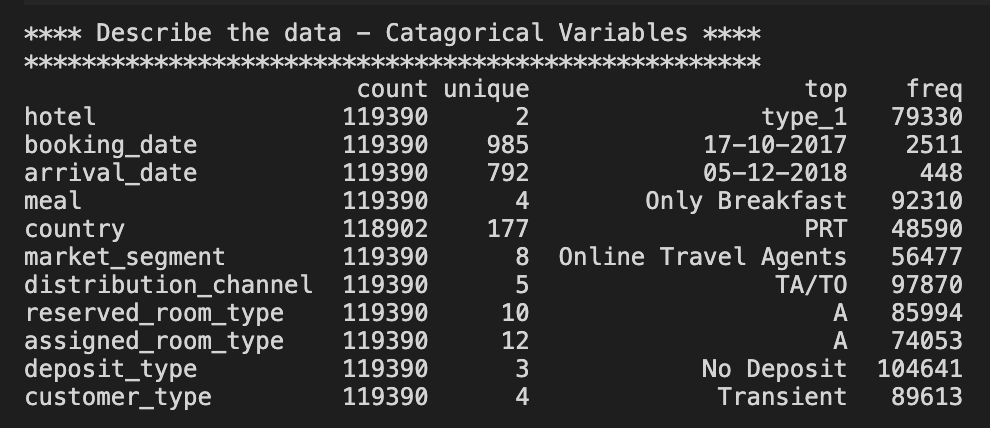 **** Describe the data - Catagorical Variables ****
***************************************************
count unique top freq
hotel 119390 2 type_1 79330
booking_date 119390 985 17-10-2017 2511
arrival_date 119390 792 05-12-2018 448
meal 119390 4 Only Breakfast 92310
country 118902 177 PRT 48590
market_segment 119390 8 Online Travel Agents 56477
distribution_channel 119390 5 TA/TO 97870
reserved_room_type 119390 10 A 85994
assigned_room_type 119390 12 A 74053
deposit_type 119390 3 No Deposit 104641
customer_type 119390 4 Transient 89613